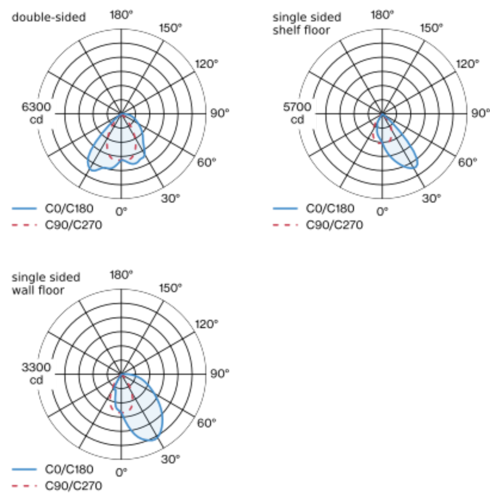 double-sided
180°
150°
120°
6300
cd
90°
60°
30°
0°
C0/C180
C90/C270
single sided
shelf floor
180°
150°
120°
5700
cd
90°
60°
30°
0°
C0/C180
C90/C270
single sided
wall floor
180°
150°
120°
3300
cd
90°
60°
30°
0°
C0/C180
C90/C270